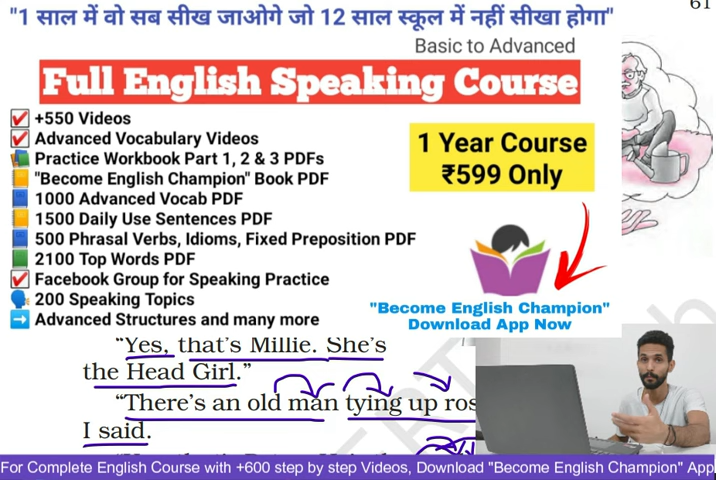 61
"1 साल में वो सब सीख जाओगे जो 12 साल स्कूल में नहीं सीखा होगा"
Basic to Advanced
Full English Speaking Course
+550 Videos
Advanced Vocabulary Videos
Practice Workbook Part 1, 2 & 3 PDFs
"Become English Champion" Book PDF
1000 Advanced Vocab PDF
1500 Daily Use Sentences PDF
500 Phrasal Verbs, Idioms, Fixed Preposition PDF
2100 Top Words PDF
Facebook Group for Speaking Practice
200 Speaking Topics
Advanced Structures and many more
1 Year Course
₹599 Only
"Become English Champion"
Download App Now
“Yes, that’s Millie. She’s
the Head Girl.”
“There’s an old man tying up ros
I said.
For Complete English Course with +600 step by step Videos, Download "Become English Champion" App